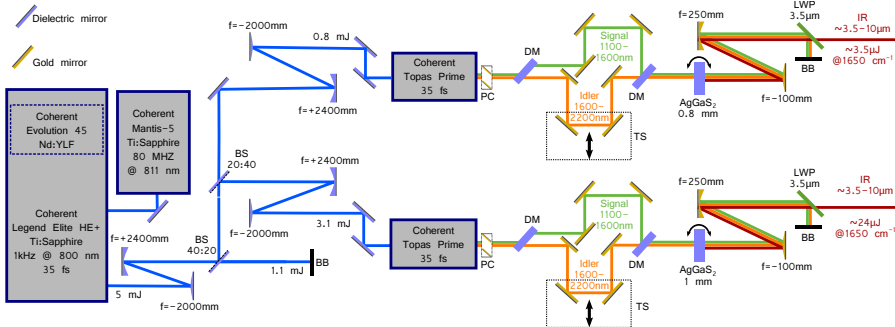 Dielectric mirror
Gold mirror
Coherent
Evolution 45
Nd:YLF
Coherent
Legend Elite HE+
Ti:Sapphire
1kHz @ 800 nm
35 fs
Coherent
Mantis-5
Ti:Sapphire
80 MHZ
@ 811 nm
f=+2400mm
5 mJ
f=-2000mm
BS
40:20
1.1 mJ
BB
BS
20:40
f=-2000mm
0.8 mJ
f=+2400mm
Coherent
Topas Prime
35 fs
PC
DM
Signal
1100-
1600nm
Idler
1600-
2200nm
TS
DM
AgGaS2
0.8 mm
f=250mm
f=-100mm
LWP
3.5μm
BB
IR
~3.5-10μm
~3.5μJ
@1650 cm-1
f=+2400mm
f=-2000mm
3.1 mJ
Coherent
Topas Prime
35 fs
PC
DM
Signal
1100-
1600nm
Idler
1600-
2200nm
TS
DM
AgGaS2
1 mm
f=250mm
f=-100mm
LWP
3.5μm
BB
IR
~3.5-10μm
~24μJ
@1650 cm-1